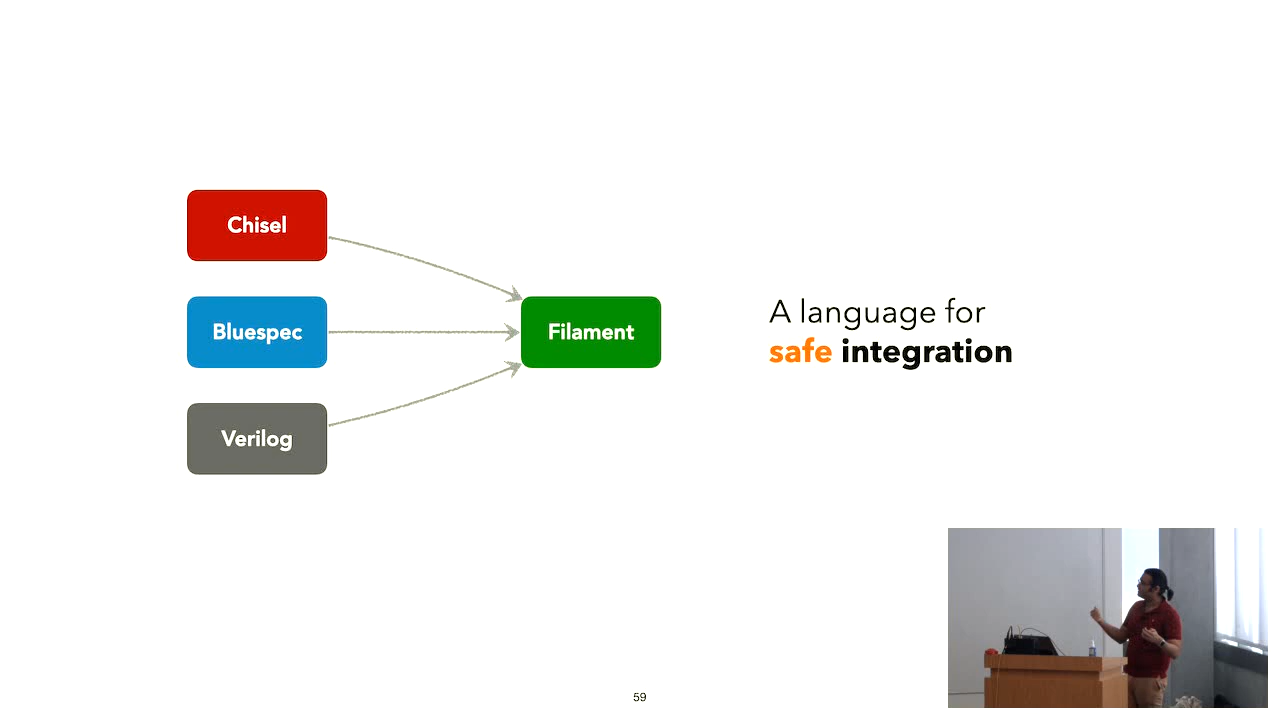 Chisel
Bluespec
Filament
Verilog
A language for
safe integration
59